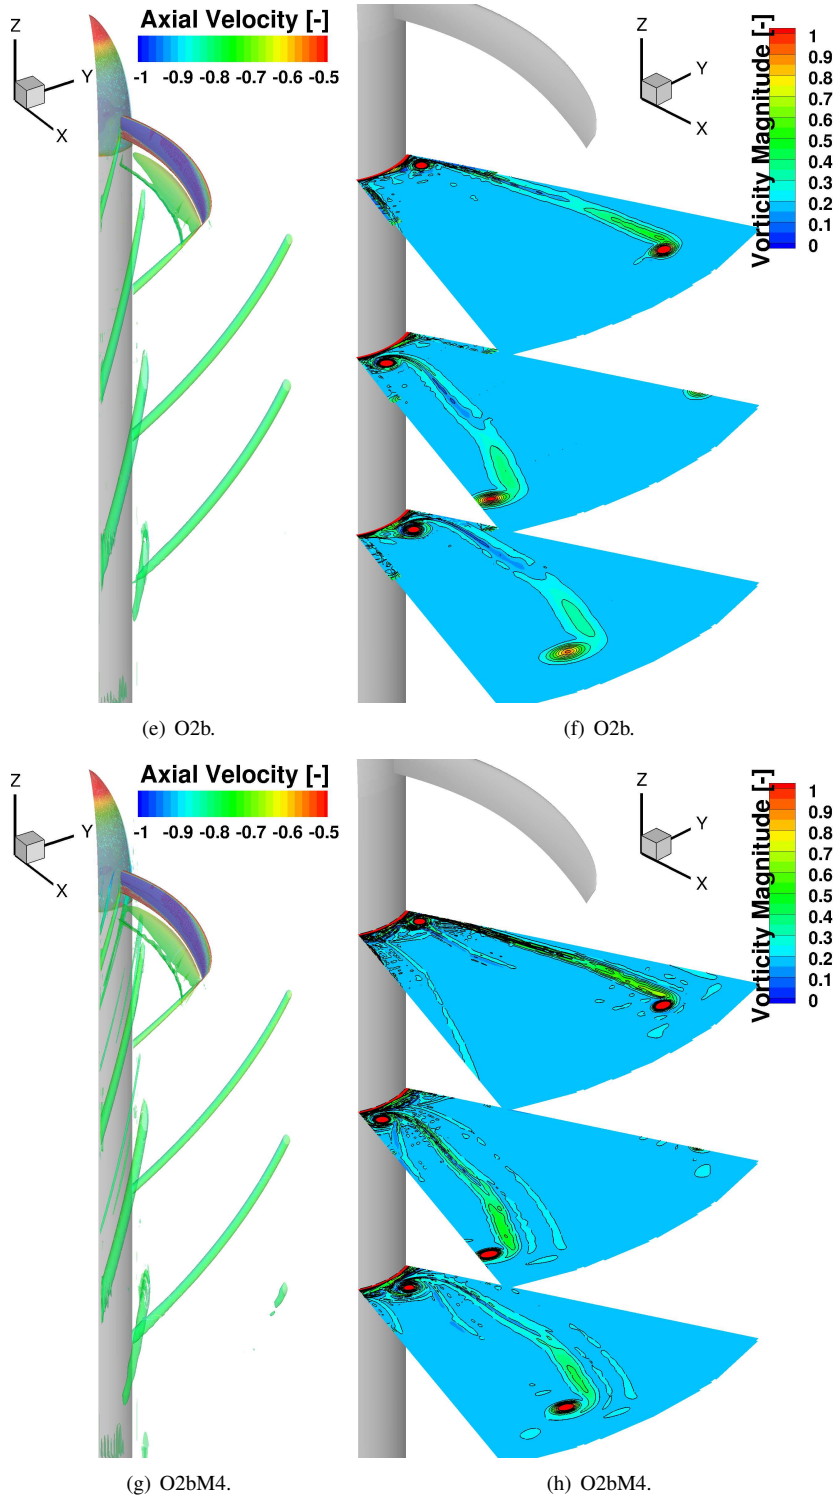 Axial Velocity [-]
-1 -0.9 -0.8 -0.7 -0.6 -0.5
Z
Y
X
Z
Y
X
Vorticity Magnitude [-]
1
0.9
0.8
0.7
0.6
0.5
0.4
0.3
0.2
0.1
0
(e) O2b.
(f) O2b.
Axial Velocity [-]
-1 -0.9 -0.8 -0.7 -0.6 -0.5
Z
Y
X
Z
Y
X
Vorticity Magnitude [-]
1
0.9
0.8
0.7
0.6
0.5
0.4
0.3
0.2
0.1
0
(g) O2bM4.
(h) O2bM4.